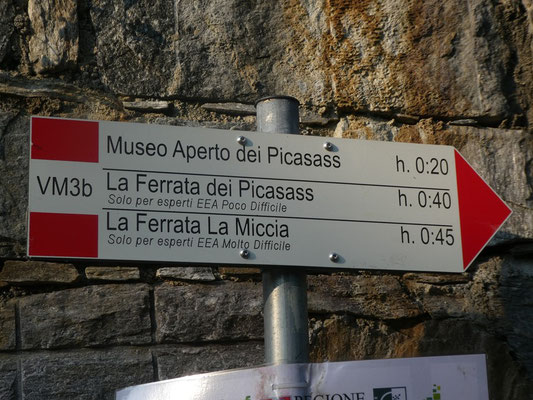 Museo Aperto dei Picasass h. 0:20
VM3b
La Ferrata dei Picasass h. 0:40
Solo per esperti EEA Poco Difficile
La Ferrata La Miccia h. 0:45
Solo per esperti EEA Molto Difficile
REGIONE